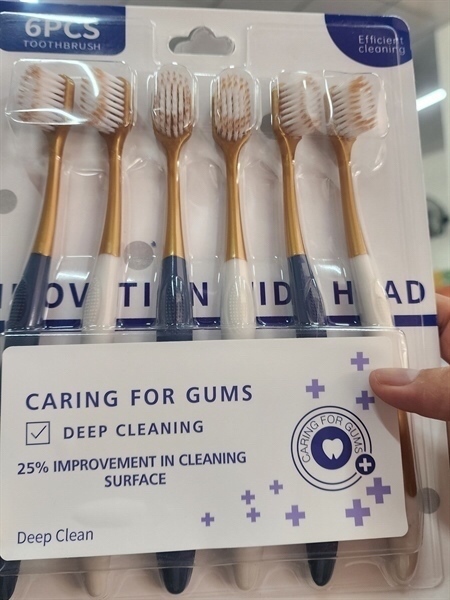 6PCS
TOOTHBRUSH
Efficient
cleaning
CARING FOR GUMS
DEEP CLEANING
25% IMPROVEMENT IN CLEANING
SURFACE
CARING FOR GUMS
Deep Clean